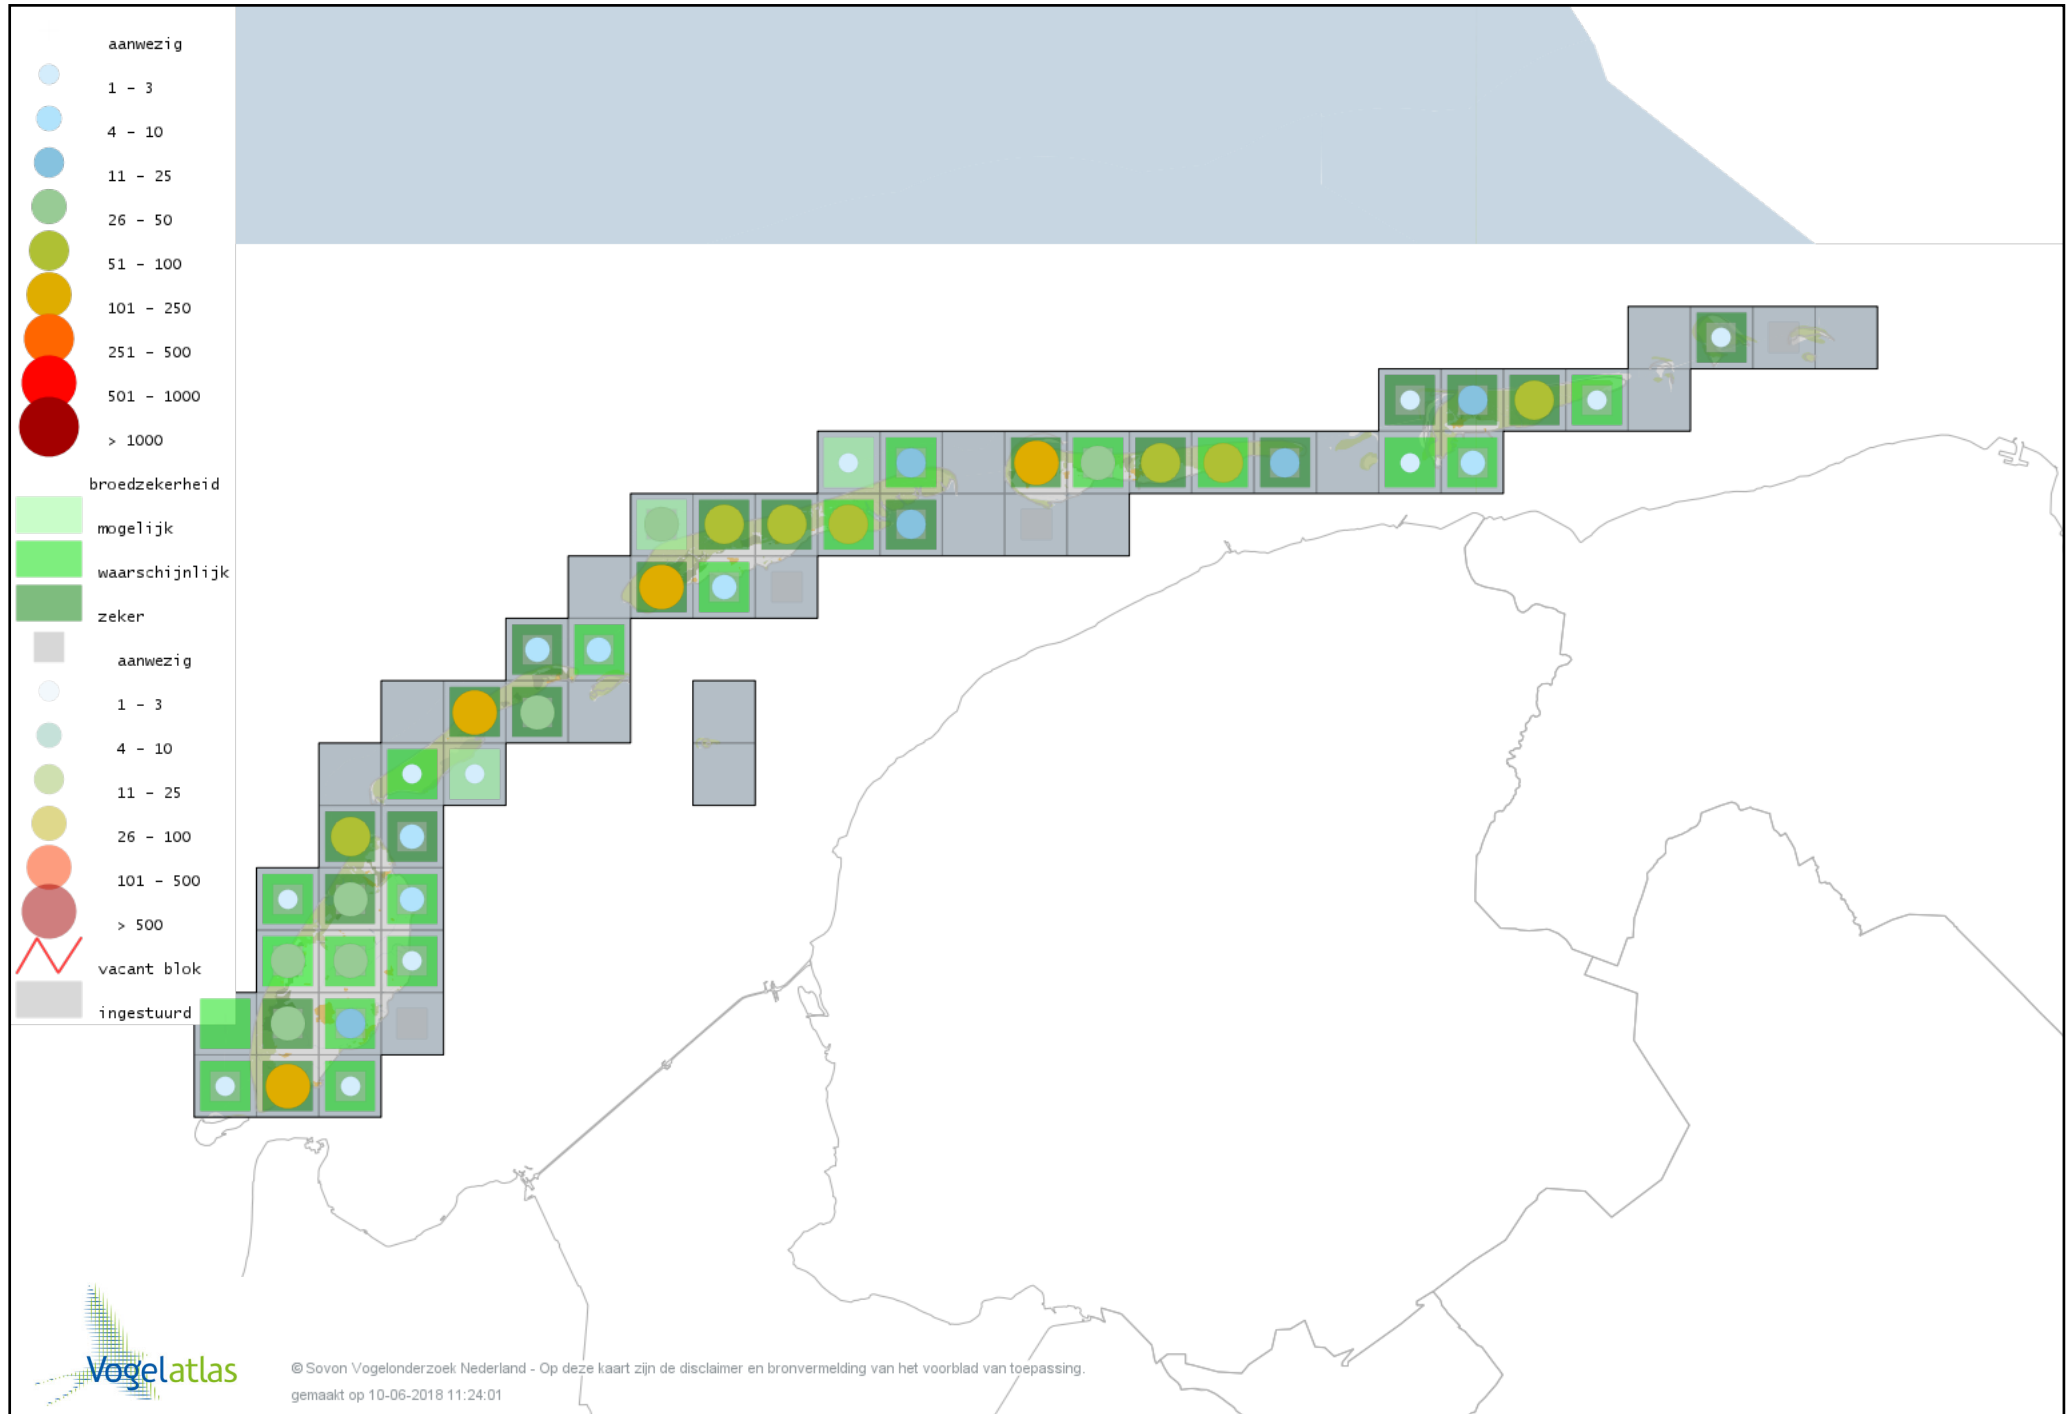 aanwezig
1 - 3
4 - 10
11 - 25
26 - 50
51 - 100
101 - 250
251 - 500
501 - 1000
> 1000
broedzekerheid
mogelijk
waarschijnlijk
zeker
aanwezig
1 - 3
4 - 10
11 - 25
26 - 100
101 - 500
> 500
vacant blok
ingestuurd
Vogelatlas
© Sovon Vogelonderzoek Nederland - Op deze kaart zijn de disclaimer en bronvermelding van het voorblad van toepassing.
gemaakt op 10-06-2018 11:24:01